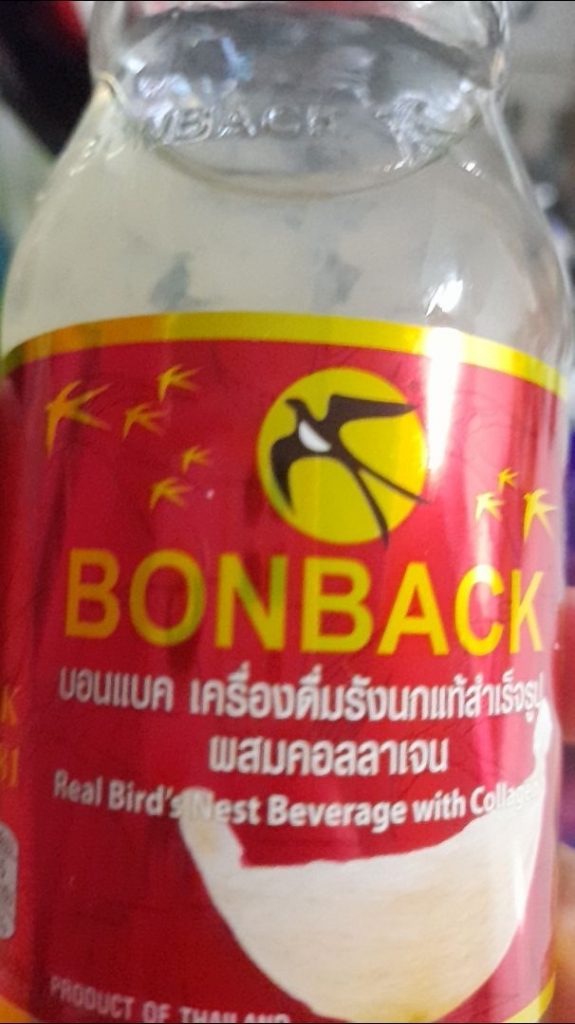 BONBACK
BONBACK
บอนแบค เครื่องดื่มรังนกแท้สำเร็จรูป
ผสมคอลลาเจน
Real Bird's Nest Beverage with Collagen
PRODUCT OF THAILAND